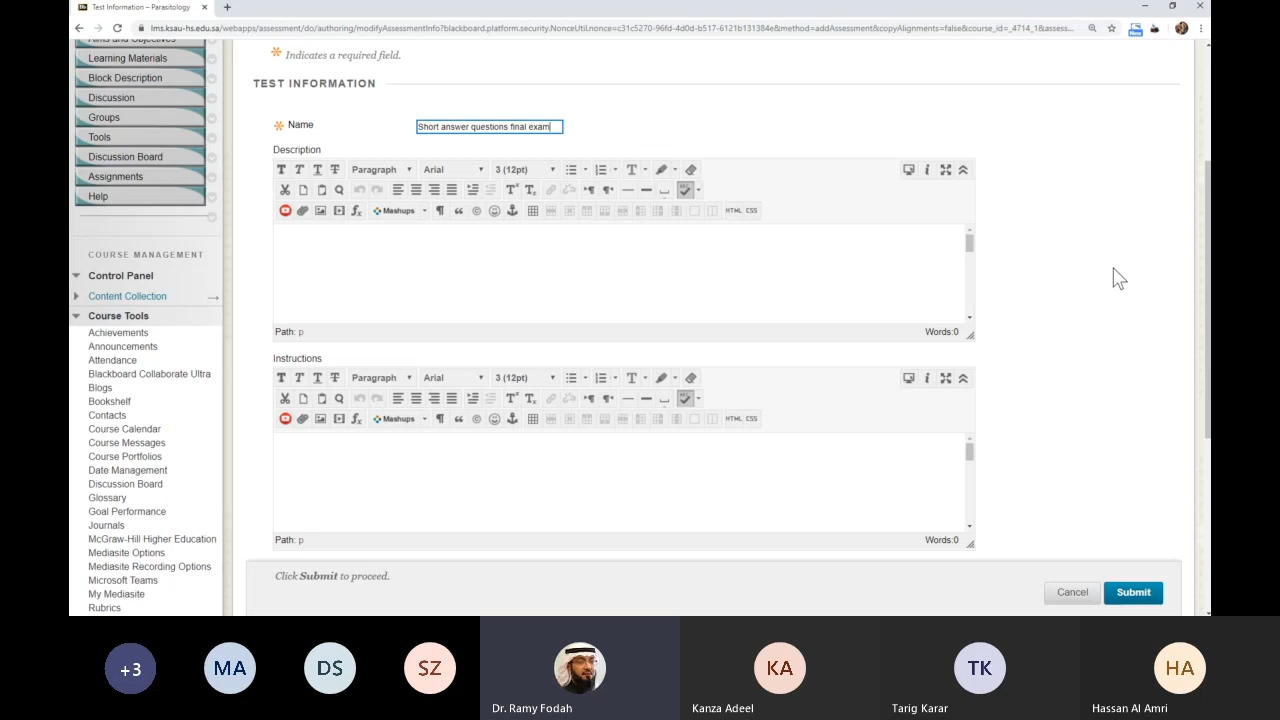 Test Information – Parasitology
lms.ksau-hs.edu.sa/webapps/assessment/do/authoring/modifyAssessmentInfo?blackboard.platform.security.NonceUtil.nonce=c31c5270-96fd-4d0d-b517-6121b131384e&method=addAssessment&copyAlignments=false&course_id=_4714_1&assess...
New
Aims and Objectives
Learning Materials
Block Description
Discussion
Groups
Tools
Discussion Board
Assignments
Help
COURSE MANAGEMENT
Control Panel
Content Collection
Course Tools
Achievements
Announcements
Attendance
Blackboard Collaborate Ultra
Blogs
Bookshelf
Contacts
Course Calendar
Course Messages
Course Portfolios
Date Management
Discussion Board
Glossary
Goal Performance
Journals
McGraw-Hill Higher Education
Mediasite Options
Mediasite Recording Options
Microsoft Teams
My Mediasite
Rubrics
Indicates a required field.
TEST INFORMATION
Name Short answer questions final exam
Description
T T T T Paragraph Arial 3 (12pt) T
Mashups HTML CSS
Path: p Words:0
Instructions
T T T T Paragraph Arial 3 (12pt) T
Mashups HTML CSS
Path: p Words:0
Click Submit to proceed.
Cancel Submit
+3 MA DS SZ KA TK HA
Dr. Ramy Fodah Kanza Adeel Tarig Karar Hassan Al Amri